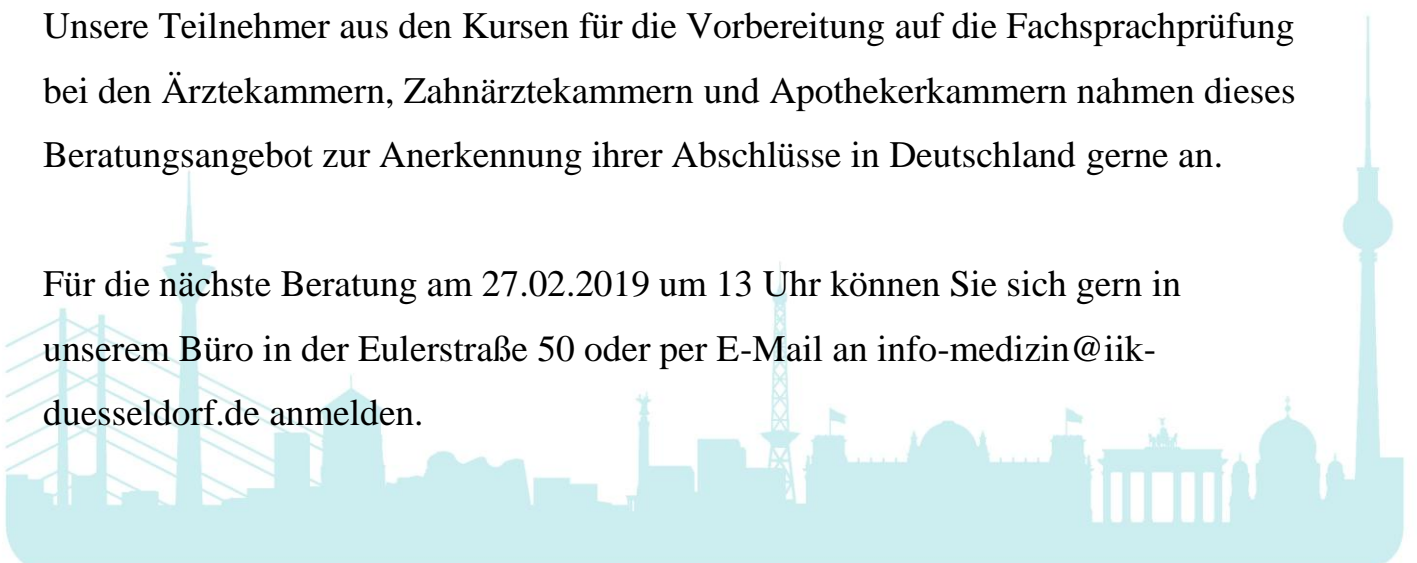 Unsere Teilnehmer aus den Kursen für die Vorbereitung auf die Fachsprachprüfung
bei den Ärztekammern, Zahnärztekammern und Apothekerkammern nahmen dieses
Beratungsangebot zur Anerkennung ihrer Abschlüsse in Deutschland gerne an.
Für die nächste Beratung am 27.02.2019 um 13 Uhr können Sie sich gern in
unserem Büro in der Eulerstraße 50 oder per E-Mail an info-medizin@iik-
duesseldorf.de anmelden.